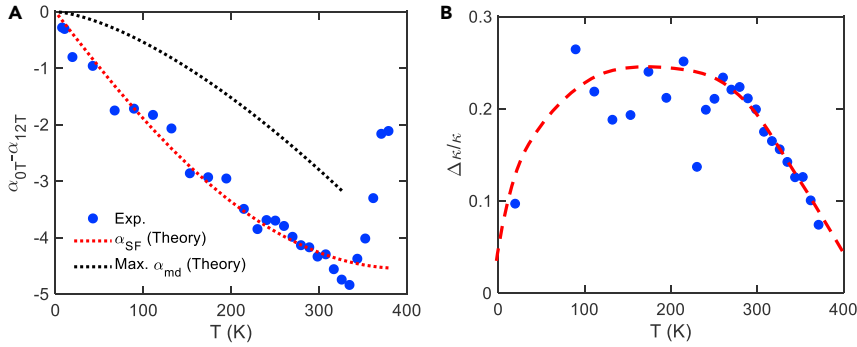 A
0
-1
-2
-3
-4
-5
α0T-α12T
Exp.
αSF (Theory)
Max. αmd (Theory)
0
100
200
300
400
T (K)
B
0.3
0.2
0.1
0
Δκ/κ
0
100
200
300
400
T (K)